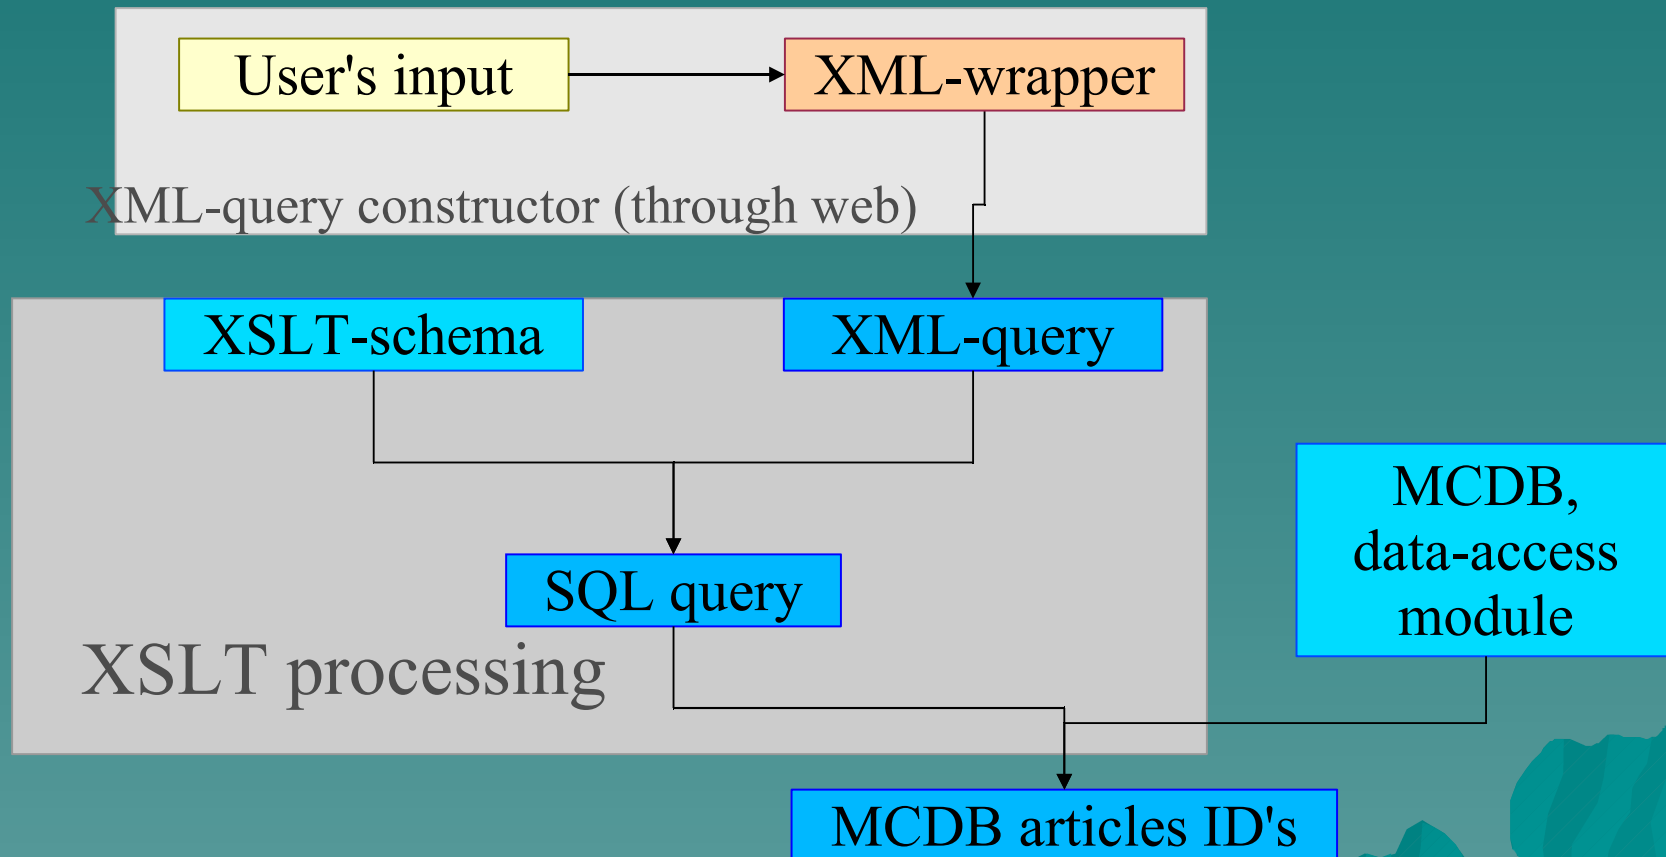 User's input
XML-wrapper
XML-query constructor (through web)
XSLT-schema
XML-query
MCDB,
data-access
module
SQL query
XSLT processing
MCDB articles ID's